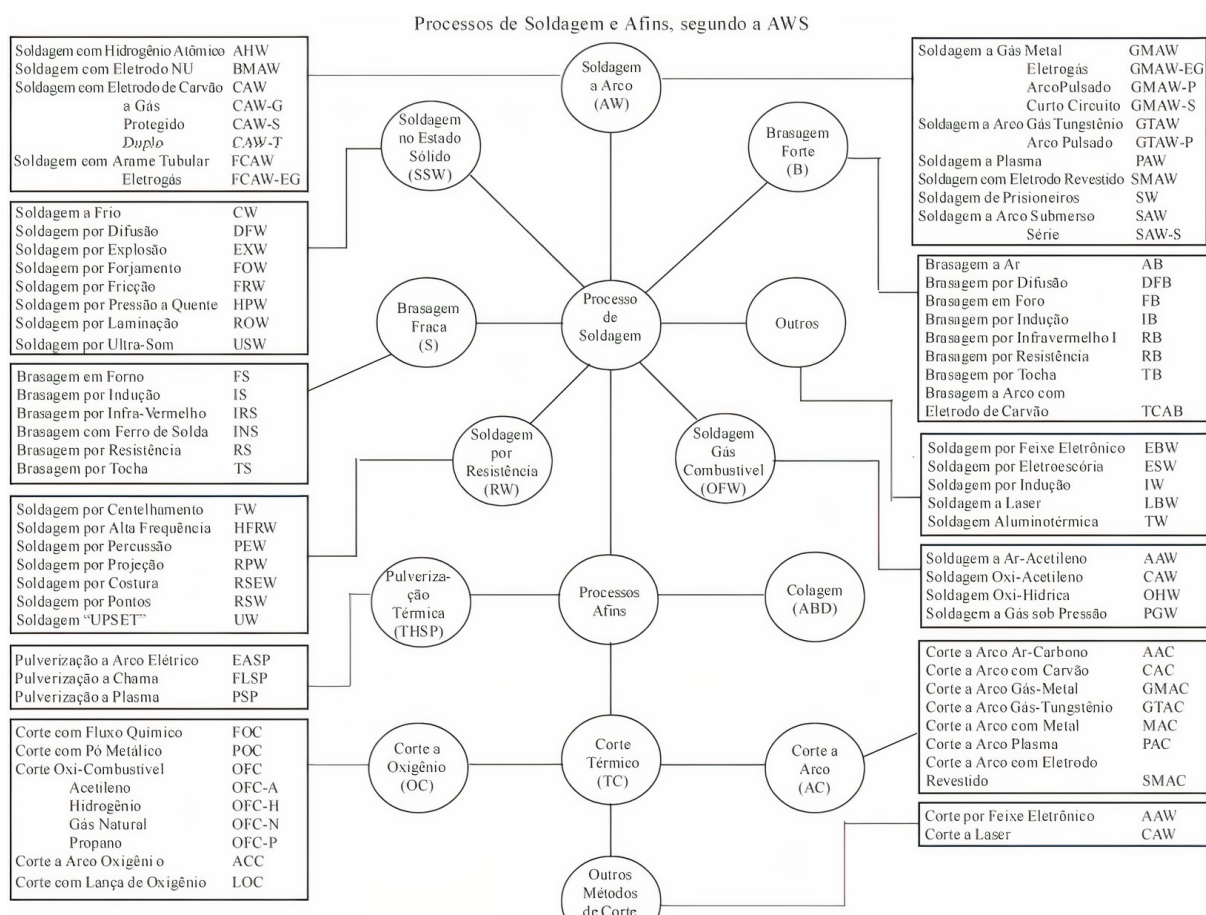 Processos de Soldagem e Afins, segundo a AWS
Soldagem com Hidrogênio Atômico AHW
Soldagem com Eletrodo NU BMAW
Soldagem com Eletrodo de Carvão CAW
a Gás CAW-G
Protegido CAW-S
Duplo CAW-T
Soldagem com Arame Tubular FCAW
Eletrogás FCAW-EG
Soldagem a Frio CW
Soldagem por Difusão DFW
Soldagem por Explosão EXW
Soldagem por Forjamento FOW
Soldagem por Fricção FRW
Soldagem por Pressão a Quente HPW
Soldagem por Laminação ROW
Soldagem por Ultra-Som USW
Brasagem em Forno FS
Brasagem por Indução IS
Brasagem por Infra-Vermelho IRS
Brasagem com Ferro de Solda INS
Brasagem por Resistência RS
Brasagem por Tocha TS
Soldagem por Centelhamento FW
Soldagem por Alta Frequência HFRW
Soldagem por Percussão PEW
Soldagem por Projeção RPW
Soldagem por Costura RSEW
Soldagem por Pontos RSW
Soldagem “UPSET” UW
Pulverização a Arco Elétrico EASP
Pulverização a Chama FLSP
Pulverização a Plasma PSP
Corte com Fluxo Químico FOC
Corte com Pó Metálico POC
Corte Oxi-Combustível OFC
Acetileno OFC-A
Hidrogênio OFC-H
Gás Natural OFC-N
Propano OFC-P
Corte a Arco Oxigênio ACC
Corte com Lança de Oxigênio LOC
Soldagem
a Arco
(AW)
Soldagem
no Estado
Sólido
(SSW)
Brasagem
Forte
(B)
Brasagem
Fraca
(S)
Processo
de
Soldagem
Outros
Soldagem
por
Resistência
(RW)
Soldagem
Gás
Combustível
(OFW)
Pulveriza-
ção
Térmica
(THSP)
Processos
Afins
Colagem
(ABD)
Corte a
Oxigênio
(OC)
Corte
Térmico
(TC)
Corte a
Arco
(AC)
Outros
Métodos
de Corte
Soldagem a Gás Metal GMAW
Eletrogás GMAW-EG
ArcoPulsado GMAW-P
Curto Circuito GMAW-S
Soldagem a Arco Gás Tungstênio GTAW
Arco Pulsado GTAW-P
Soldagem a Plasma PAW
Soldagem com Eletrodo Revestido SMAW
Soldagem de Prisioneiros SW
Soldagem a Arco Submerso SAW
Série SAW-S
Brasagem a Ar AB
Brasagem por Difusão DFB
Brasagem em Foro FB
Brasagem por Indução IB
Brasagem por Infravermelho I RB
Brasagem por Resistência RB
Brasagem por Tocha TB
Brasagem a Arco com
Eletrodo de Carvão TCAB
Soldagem por Feixe Eletrônico EBW
Soldagem por Eletroescória ESW
Soldagem por Indução IW
Soldagem a Laser LBW
Soldagem Aluminotérmica TW
Soldagem a Ar-Acetileno AAW
Soldagem Oxi-Acetileno CAW
Soldagem Oxi-Hídrica OHW
Soldagem a Gás sob Pressão PGW
Corte a Arco Ar-Carbono AAC
Corte a Arco com Carvão CAC
Corte a Arco Gás-Metal GMAC
Corte a Arco Gás-Tungstênio GTAC
Corte a Arco com Metal MAC
Corte a Arco Plasma PAC
Corte a Arco com Eletrodo
Revestido SMAC
Corte por Feixe Eletrônico AAW
Corte a Laser CAW